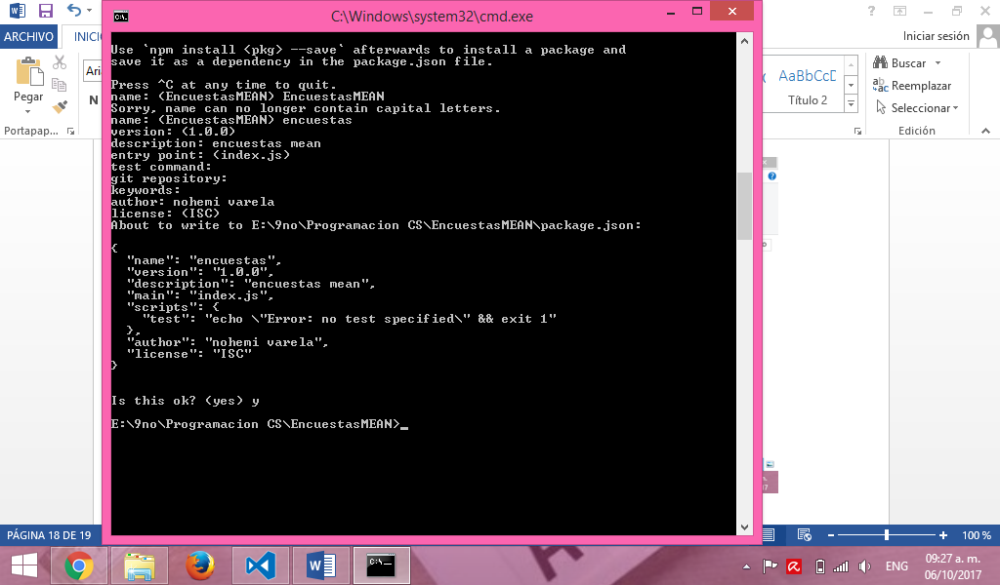 C:\Windows\system32\cmd.exe
ARCHIVO
INICI
Iniciar sesión
Pegar
Ari
N
Portapap...
AaBbCcD
Título 2
Buscar
Reemplazar
Seleccionar
Edición
Use `npm install <pkg> --save` afterwards to install a package and
save it as a dependency in the package.json file.
Press ^C at any time to quit.
name: (EncuestasMEAN) EncuestasMEAN
Sorry, name can no longer contain capital letters.
name: (EncuestasMEAN) encuestas
version: (1.0.0)
description: encuestas mean
entry point: (index.js)
test command:
git repository:
keywords:
author: nohemi varela
license: (ISC)
About to write to E:\9no\Programacion CS\EncuestasMEAN\package.json:
{
"name": "encuestas",
"version": "1.0.0",
"description": "encuestas mean",
"main": "index.js",
"scripts": {
"test": "echo \"Error: no test specified\" && exit 1"
},
"author": "nohemi varela",
"license": "ISC"
}
Is this ok? (yes) y
E:\9no\Programacion CS\EncuestasMEAN>_
PÁGINA 18 DE 19
100 %
ENG
09:27 a. m.
06/10/2017